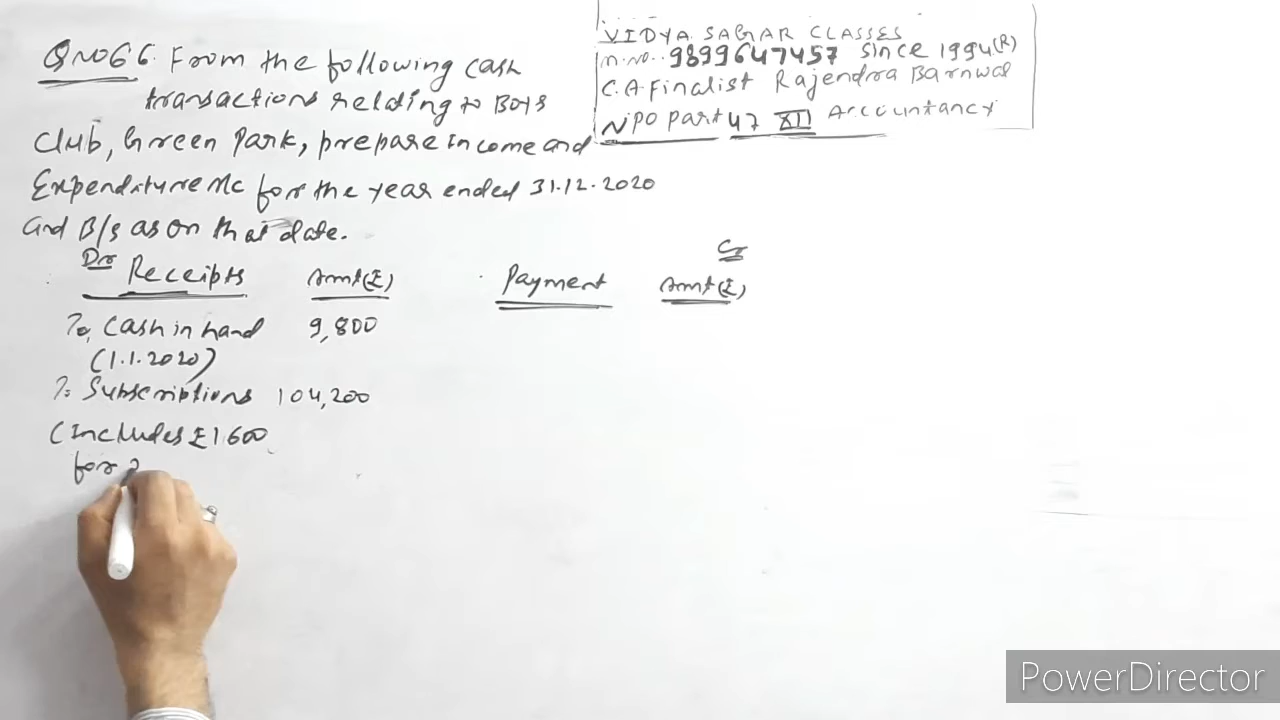 Q NO 66. From the following cash
transactions relating to Boys
Club, Green Park, prepare Income and
Expenditure A/c for the year ended 31.12.2020
and B/s as on that date.
VIDYA SAGAR CLASSES
M.NO.. 9899647457 Since 1994(R)
C.A Finalist Rajendra Barnwal
NPO part 47 XII Accountancy
Dr Cr
Receipts Amt(₹) Payment Amt(₹)
To, Cash in hand 9,800
(1.1.2020)
To Subscriptions 104,200
(Includes ₹1600
for 2
PowerDirector